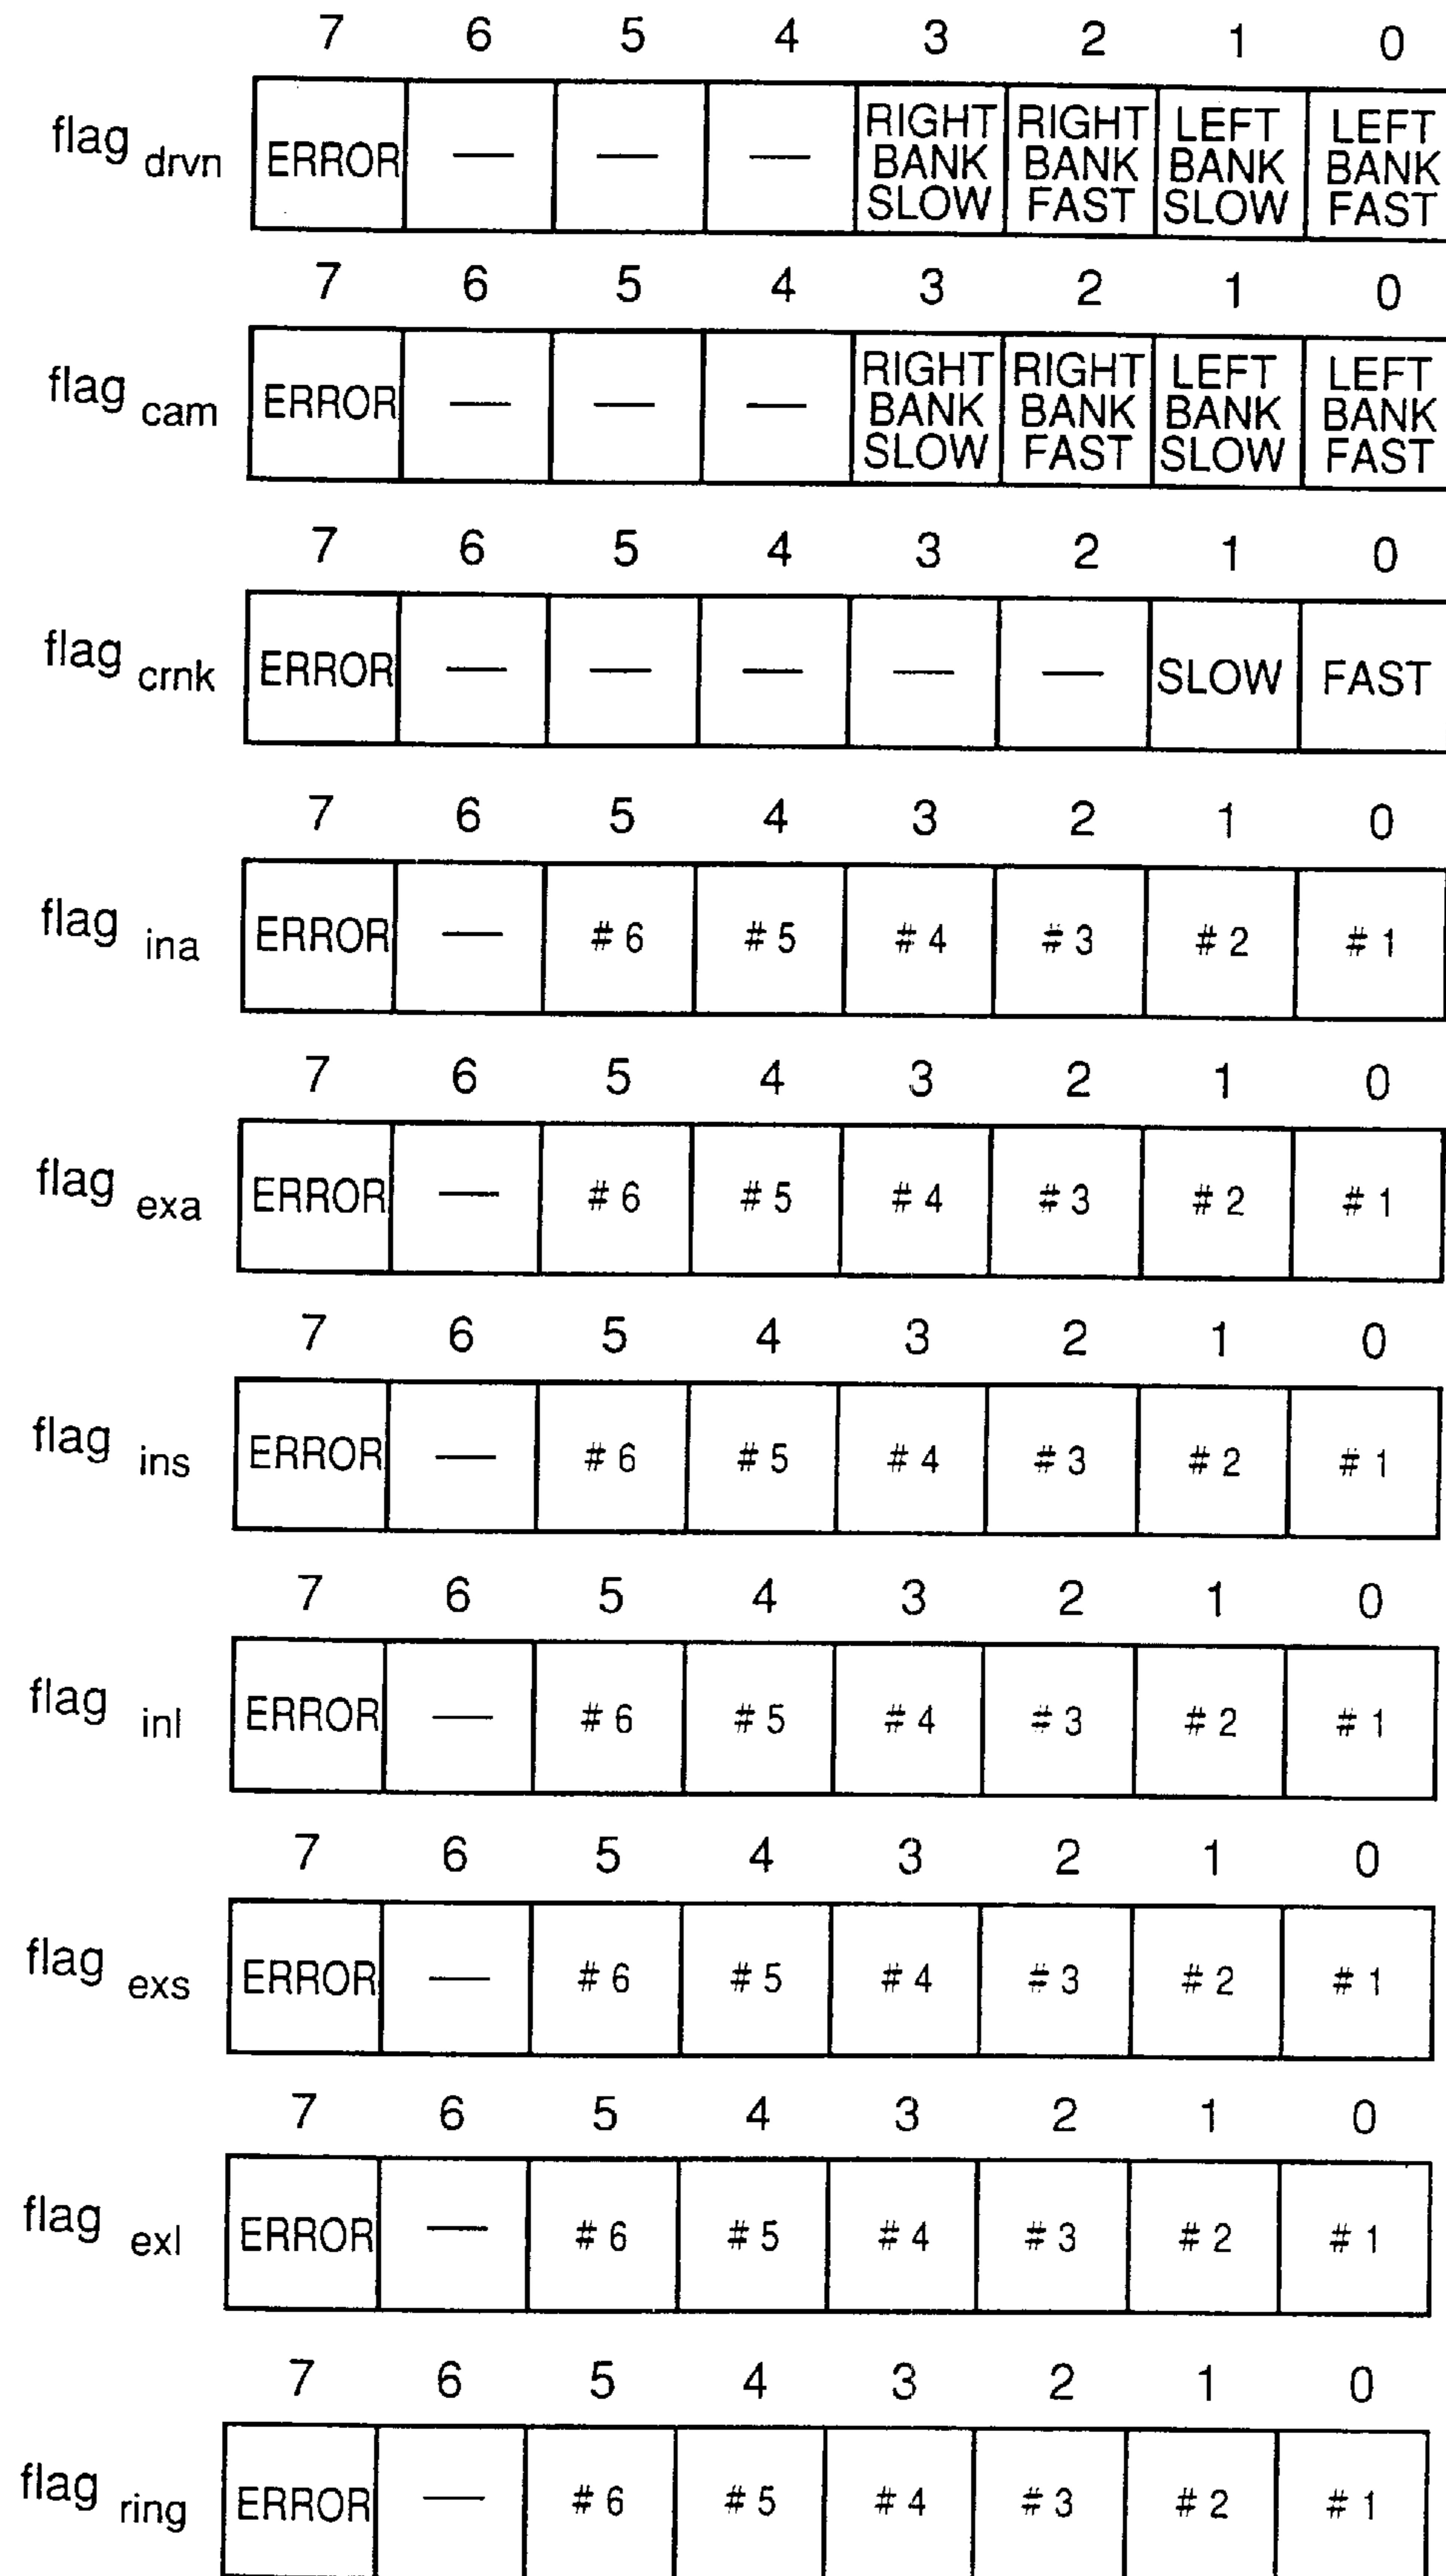 7 6 5 4 3 2 1 0
flag drvn ERROR — — — RIGHT BANK SLOW RIGHT BANK FAST LEFT BANK SLOW LEFT BANK FAST
7 6 5 4 3 2 1 0
flag cam ERROR — — — RIGHT BANK SLOW RIGHT BANK FAST LEFT BANK SLOW LEFT BANK FAST
7 6 5 4 3 2 1 0
flag crnk ERROR — — — — — SLOW FAST
7 6 5 4 3 2 1 0
flag ina ERROR — # 6 # 5 # 4 # 3 # 2 # 1
7 6 5 4 3 2 1 0
flag exa ERROR — # 6 # 5 # 4 # 3 # 2 # 1
7 6 5 4 3 2 1 0
flag ins ERROR — # 6 # 5 # 4 # 3 # 2 # 1
7 6 5 4 3 2 1 0
flag inl ERROR — # 6 # 5 # 4 # 3 # 2 # 1
7 6 5 4 3 2 1 0
flag exs ERROR — # 6 # 5 # 4 # 3 # 2 # 1
7 6 5 4 3 2 1 0
flag exl ERROR — # 6 # 5 # 4 # 3 # 2 # 1
7 6 5 4 3 2 1 0
flag ring ERROR — # 6 # 5 # 4 # 3 # 2 # 1